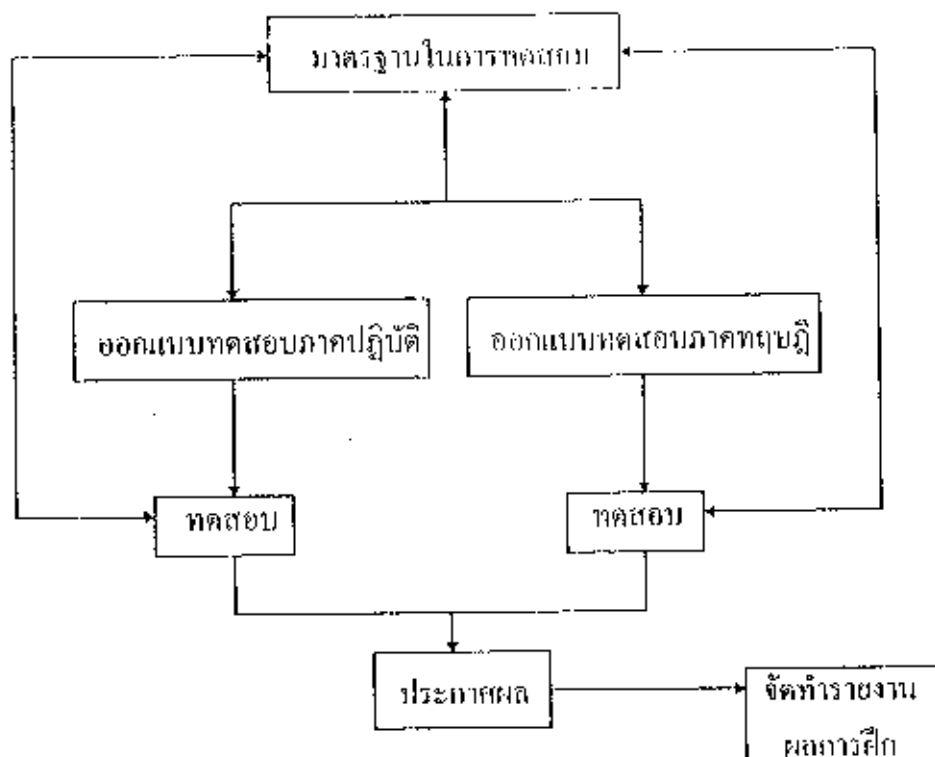 มาตรฐานในการทดสอบ
ออกแบบทดสอบภาคปฏิบัติ
ออกแบบทดสอบภาคทฤษฎี
ทดสอบ
ทดสอบ
ประกาศผล
จัดทำรายงาน
ผลการฝึก